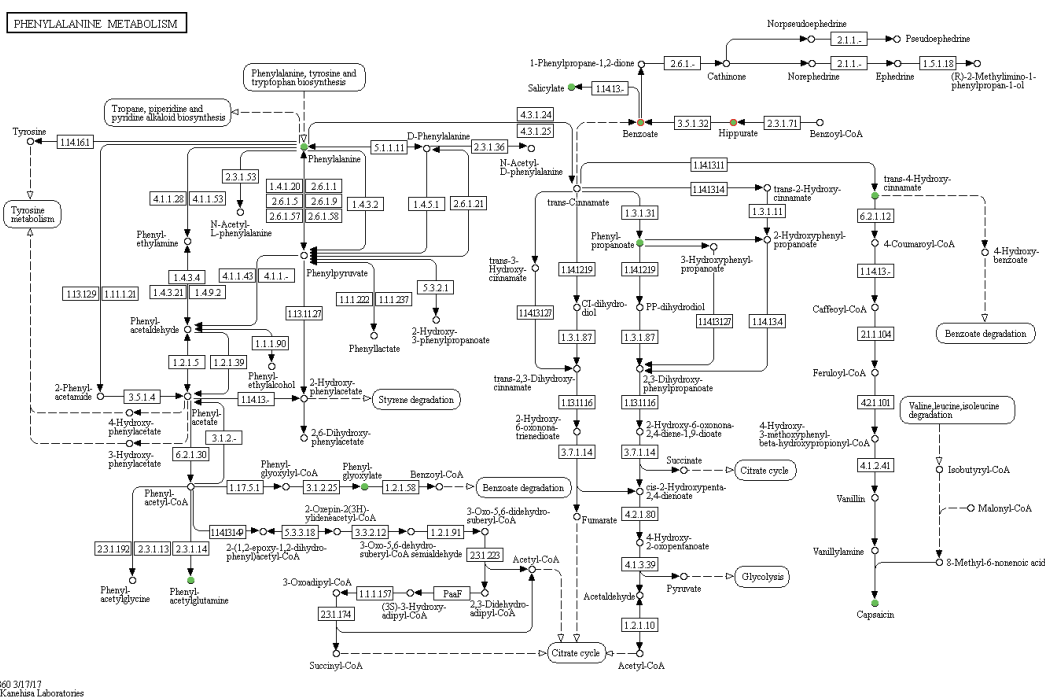 PHENYLALANINE METABOLISM
Norpseudoephedrine
2.1.1.-
Pseudoephedrine
1-Phenylpropane-1,2-dione
2.6.1.-
Cathinone
2.1.1.-
Norephedrine
Ephedrine
1.5.1.18
(R)-2-Methylimino-1-
phenylpropan-1-ol
Phenylalanine, tyrosine and
tryptophan biosynthesis
Salicylate
1.14.13.-
Tropane, piperidine and
pyridine alkaloid biosynthesis
4.3.1.24
4.3.1.25
Benzoate
3.5.1.32
Hippurate
2.3.1.71
Benzoyl-CoA
Tyrosine
1.14.16.1
Phenylalanine
5.1.1.11
D-Phenylalanine
2.3.1.36
N-Acetyl-
D-phenylalanine
1.14.13.11
trans-4-Hydroxy-
cinnamate
2.3.1.53
4.1.1.28
4.1.1.53
1.4.1.20
2.6.1.1
2.6.1.5
2.6.1.9
2.6.1.57
2.6.1.58
1.4.3.2
1.4.5.1
2.6.1.21
trans-Cinnamate
1.14.13.14
trans-2-Hydroxy-
cinnamate
1.3.1.31
1.3.1.11
6.2.1.12
Tyrosine
metabolism
N-Acetyl-
L-phenylalanine
Phenyl-
ethylamine
Phenylpyruvate
Phenyl-
propanoate
2-Hydroxyphenyl-
propanoate
4-Coumaroyl-CoA
4-Hydroxy-
benzoate
trans-3-
Hydroxy-
cinnamate
3-Hydroxyphenyl-
propanoate
1.4.3.4
1.4.3.21
1.4.9.2
4.1.1.43
4.1.1.-
1.13.12.9
1.11.1.21
1.1.1.222
1.1.1.237
5.3.2.1
1.14.12.19
1.14.12.19
1.14.13.-
1.13.11.27
CI-dihydro-
diol
PP-dihydrodiol
Caffeoyl-CoA
Phenyl-
acetaldehyde
1.14.13.127
1.14.13.127
1.14.13.4
Phenyllactate
2-Hydroxy-
3-phenylpropanoate
1.3.1.87
1.3.1.87
2.1.1.104
Benzoate degradation
1.1.1.90
1.2.1.5
1.2.1.39
Phenyl-
ethylalcohol
trans-2,3-Dihydroxy-
cinnamate
2,3-Dihydroxy-
phenylpropanoate
Feruloyl-CoA
2-Phenyl-
acetamide
3.5.1.4
Phenyl-
acetate
1.14.13.-
2-Hydroxy-
phenylacetate
Styrene degradation
1.13.11.16
1.13.11.16
4.2.1.101
Valine,leucine,isoleucine
degradation
4-Hydroxy-
phenylacetate
3-Hydroxy-
phenylacetate
3.1.2.-
2,6-Dihydroxy-
phenylacetate
2-Hydroxy-
6-oxonona-
trienedioate
2-Hydroxy-6-oxonona-
2,4-diene-1,9-dioate
4-Hydroxy-
3-methoxyphenyl-
beta-hydroxypropionyl-CoA
6.2.1.30
3.7.1.14
3.7.1.14
Succinate
Citrate cycle
4.1.2.41
Isobutyryl-CoA
Phenyl-
acetyl-CoA
1.17.5.1
Phenyl-
glyoxylyl-CoA
3.1.2.25
Phenyl-
glyoxylate
1.2.1.58
Benzoyl-CoA
Benzoate degradation
cis-2-Hydroxypenta-
2,4-dienoate
Vanillin
Malonyl-CoA
Fumarate
4.2.1.80
1.14.13.149
5.3.3.18
2-Oxepin-2(3H)-
ylideneacetyl-CoA
3.3.2.12
1.2.1.91
3-Oxo-5,6-didehydro-
suberyl-CoA
2-(1,2-epoxy-1,2-dihydro-
phenyl)acetyl-CoA
3-Oxo-5,6-dehydro-
suberyl-CoA semialdehyde
2.3.1.192
2.3.1.13
2.3.1.14
2.3.1.223
4-Hydroxy-
2-oxopentanoate
Vanillylamine
8-Methyl-6-nonenoic acid
Acetyl-CoA
4.1.3.39
Pyruvate
Glycolysis
Phenyl-
acetylglycine
Phenyl-
acetylglutamine
3-Oxoadipyl-CoA
1.1.1.157
(3S)-3-Hydroxy-
adipyl-CoA
PaaF
2,3-Didehydro-
adipyl-CoA
Acetaldehyde
Capsaicin
2.3.1.174
1.2.1.10
Succinyl-CoA
Citrate cycle
Acetyl-CoA
360 3/17/17
Kanehisa Laboratories